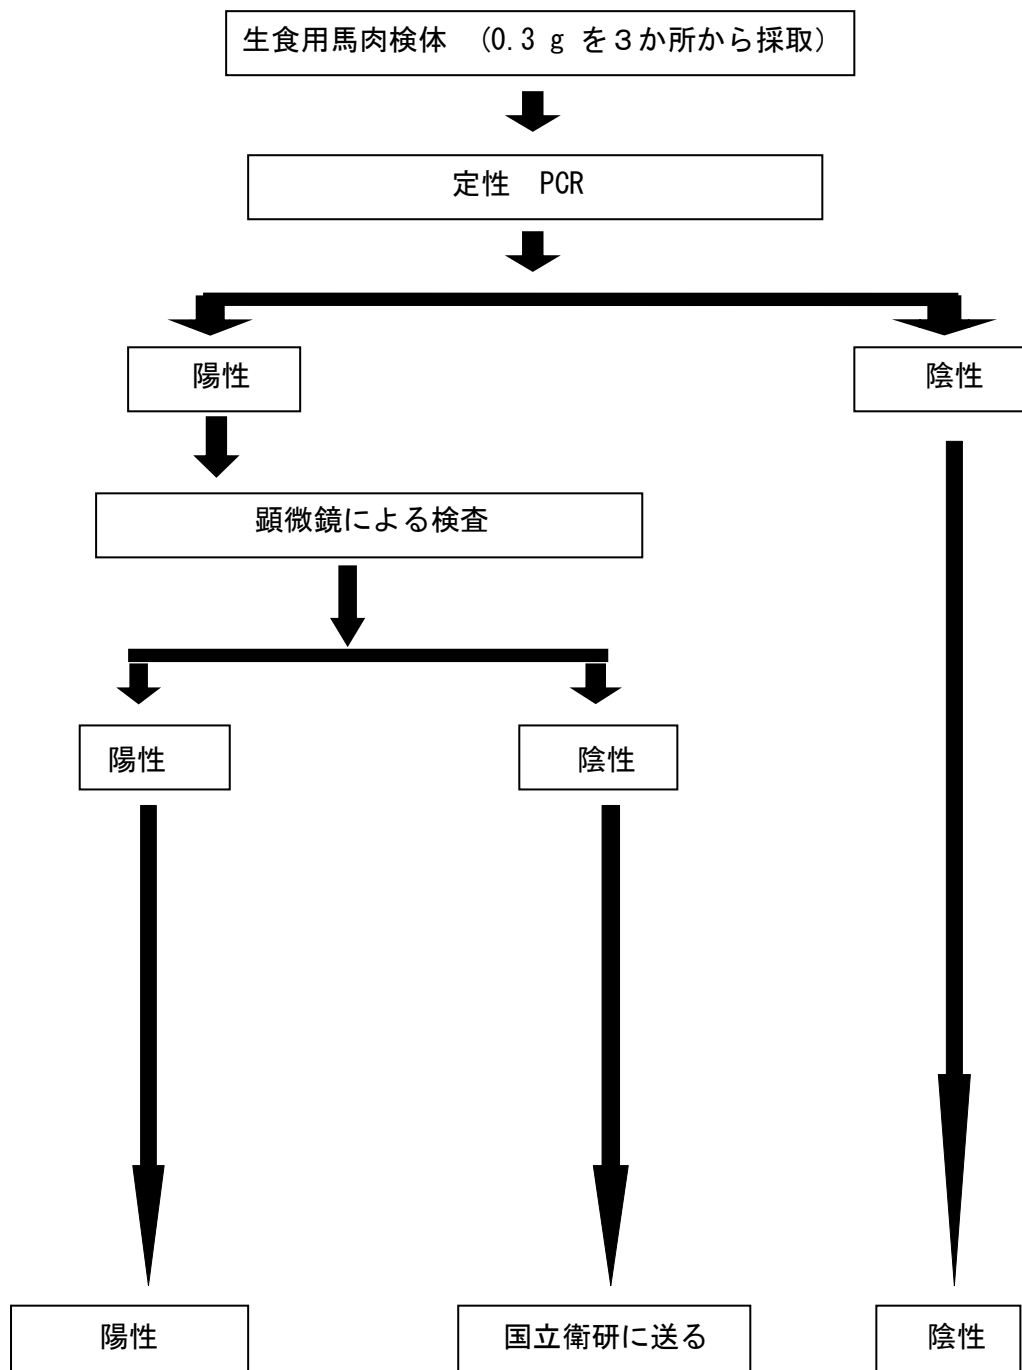 生食用馬肉検体　(0.3 g を３か所から採取)
定性　PCR
陽性
陰性
顕微鏡による検査
陽性
陰性
陽性
国立衛研に送る
陰性